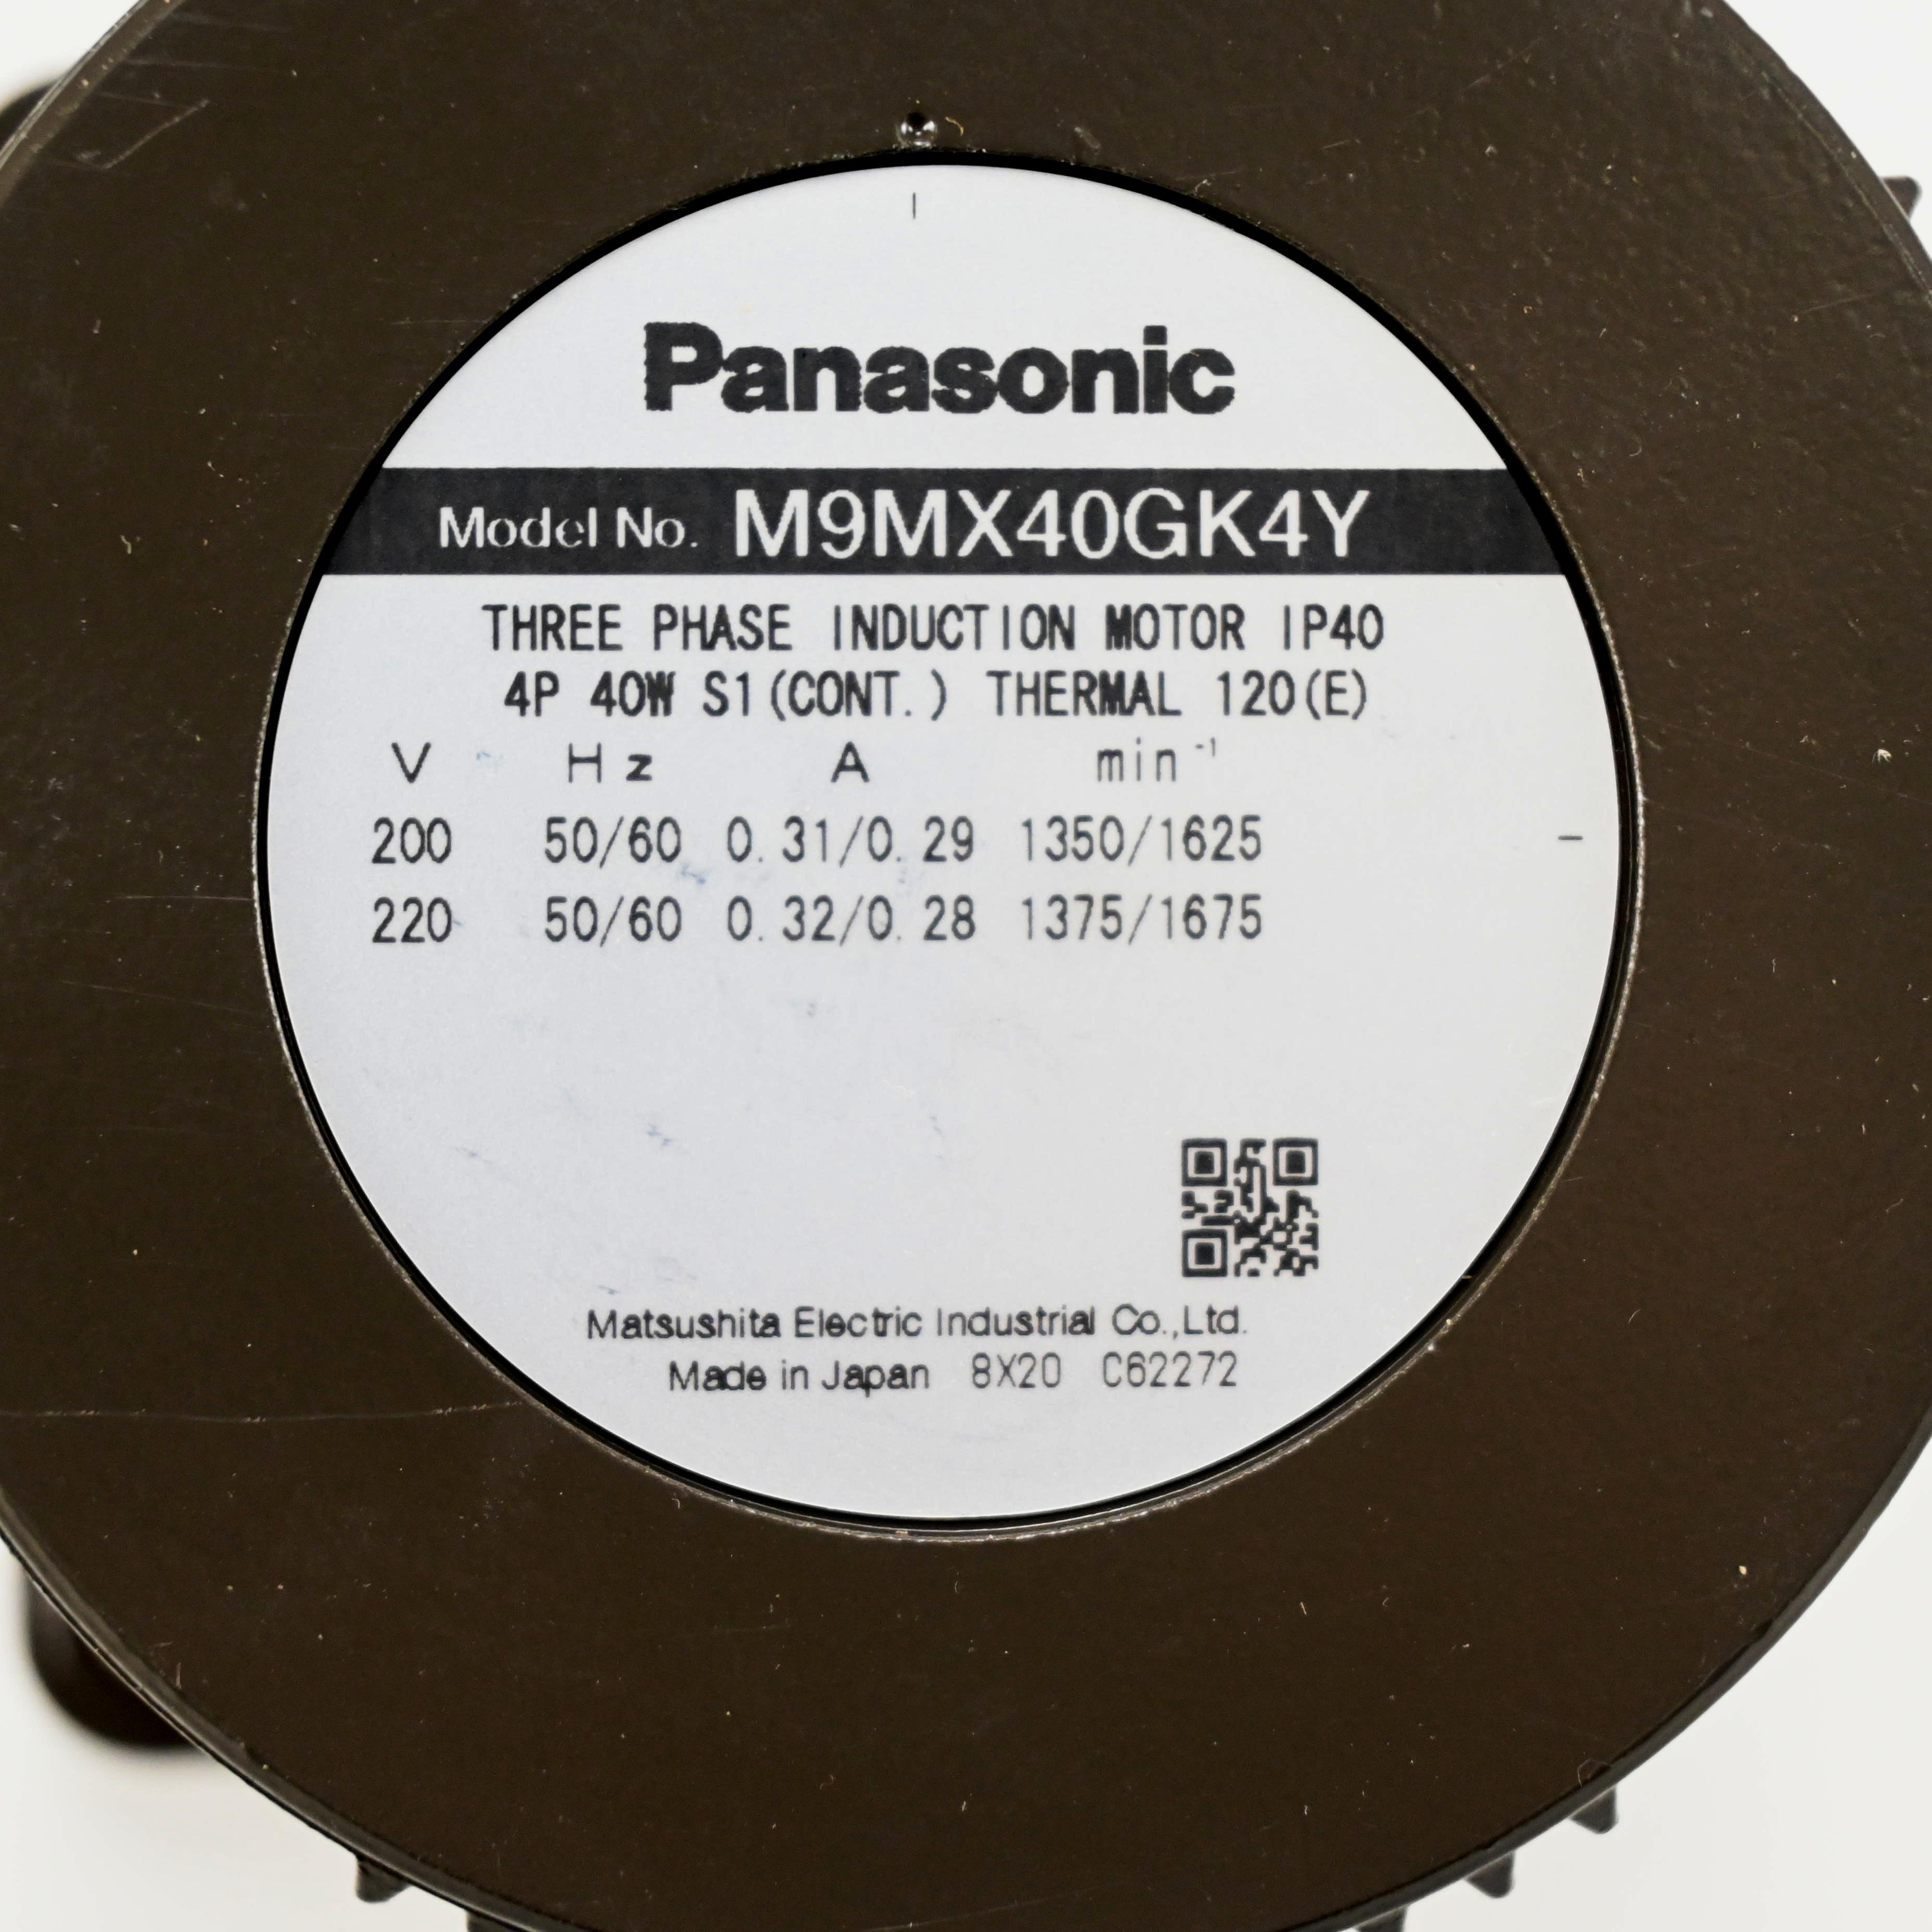 Panasonic
Model No. M9MX40GK4Y
THREE PHASE INDUCTION MOTOR IP40
4P 40W S1(CONT.) THERMAL 120(E)
V Hz A min⁻¹
200 50/60 0.31/0.29 1350/1625
220 50/60 0.32/0.28 1375/1675
Matsushita Electric Industrial Co.,Ltd.
Made in Japan 8X20 C62272